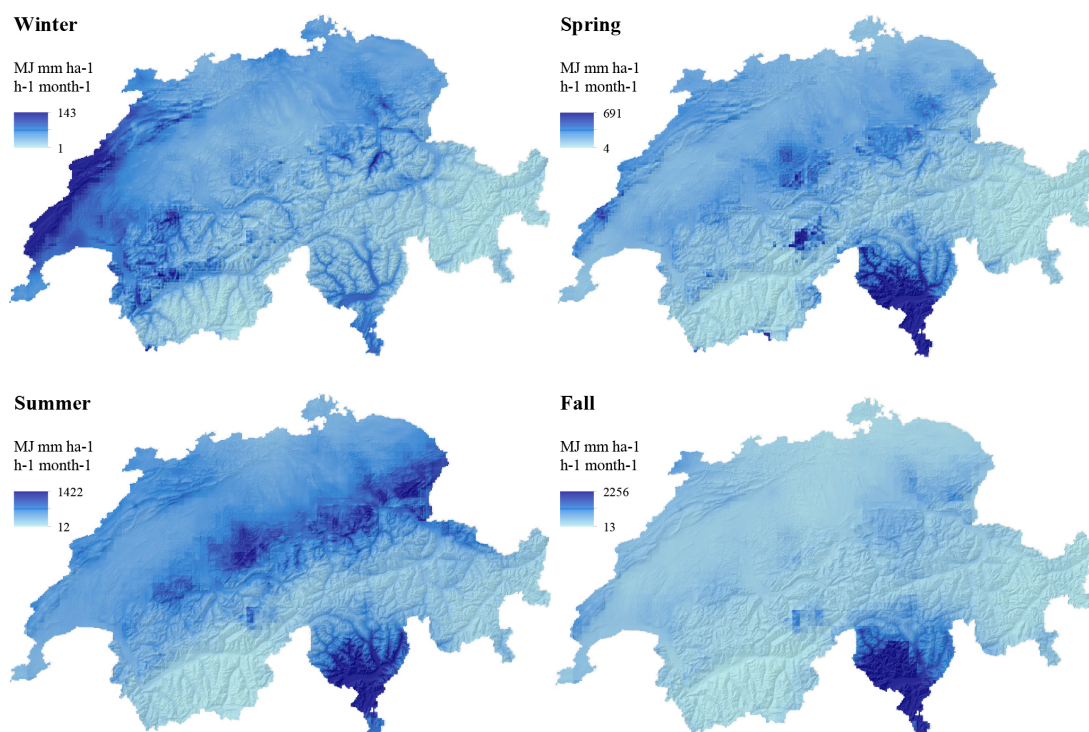 Winter
MJ mm ha-1
h-1 month-1
143
1
Spring
MJ mm ha-1
h-1 month-1
691
4
Summer
MJ mm ha-1
h-1 month-1
1422
12
Fall
MJ mm ha-1
h-1 month-1
2256
13